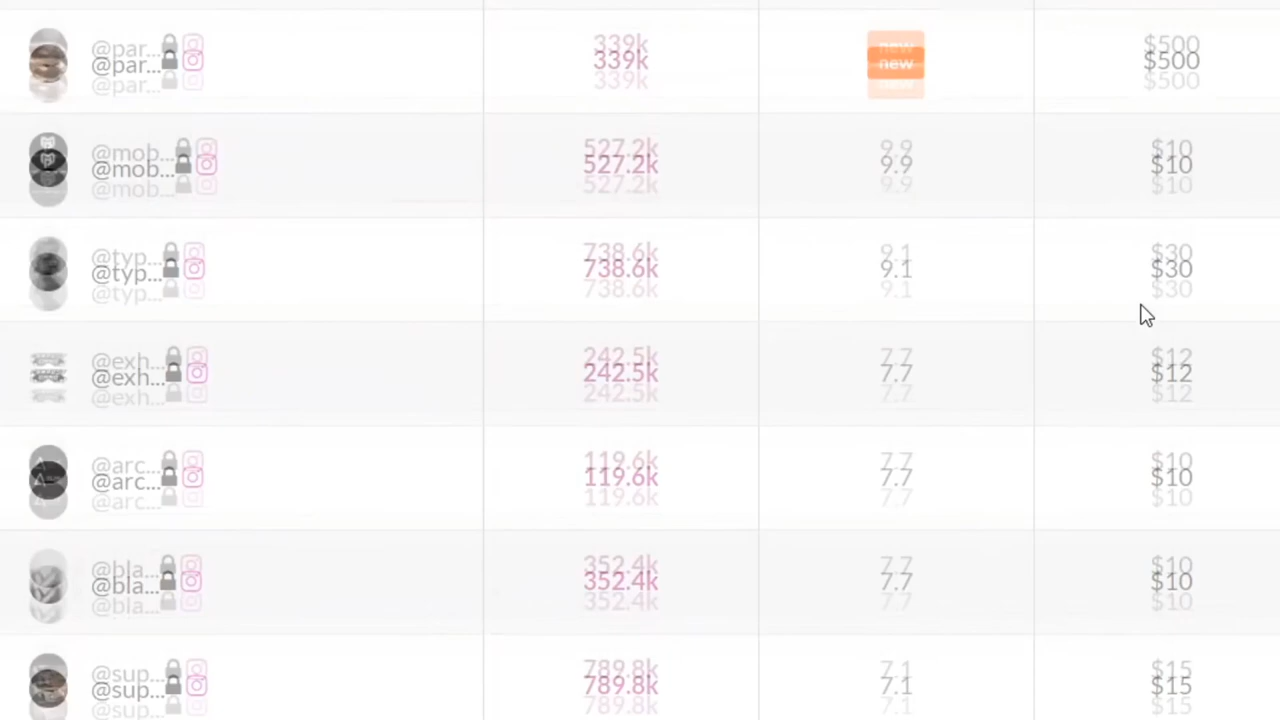 @par... 339k new $500
@mob... 527.2k 9.9 $10
@typ... 738.6k 9.1 $30
@exh... 242.5k 7.7 $12
@arc... 119.6k 7.7 $10
@bla... 352.4k 7.7 $10
@sup... 789.8k 7.1 $15